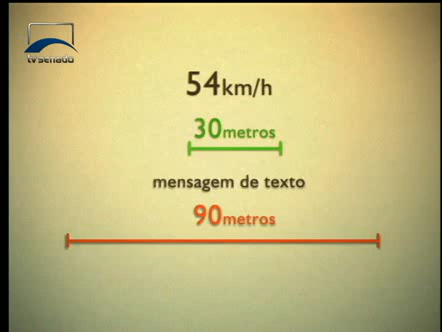 tv senado
54km/h
30metros
mensagem de texto
90metros